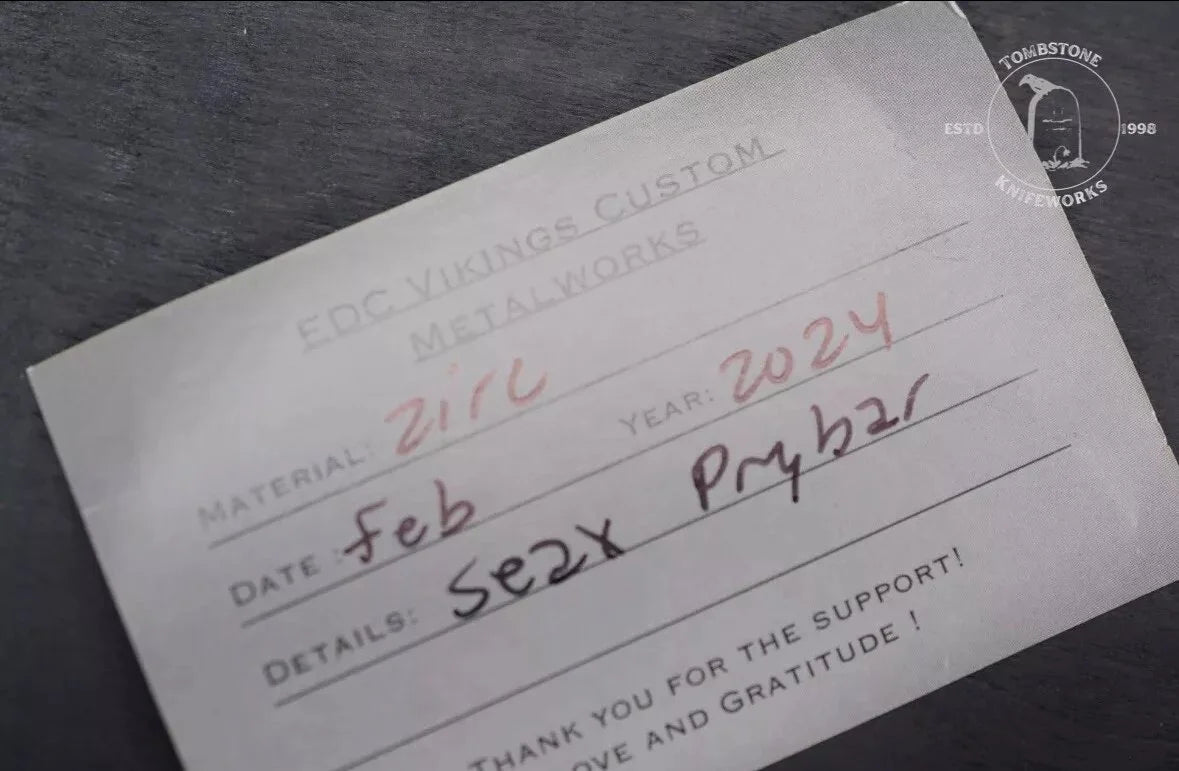 EDC VIKINGS CUSTOM
METALWORKS
MATERIAL: Zirc
YEAR: 2024
DATE: Feb
DETAILS: Seax Prybar
THANK YOU FOR THE SUPPORT!
OVE AND GRATITUDE !
TOMBSTONE
ESTD 1998
KNIFEWORKS